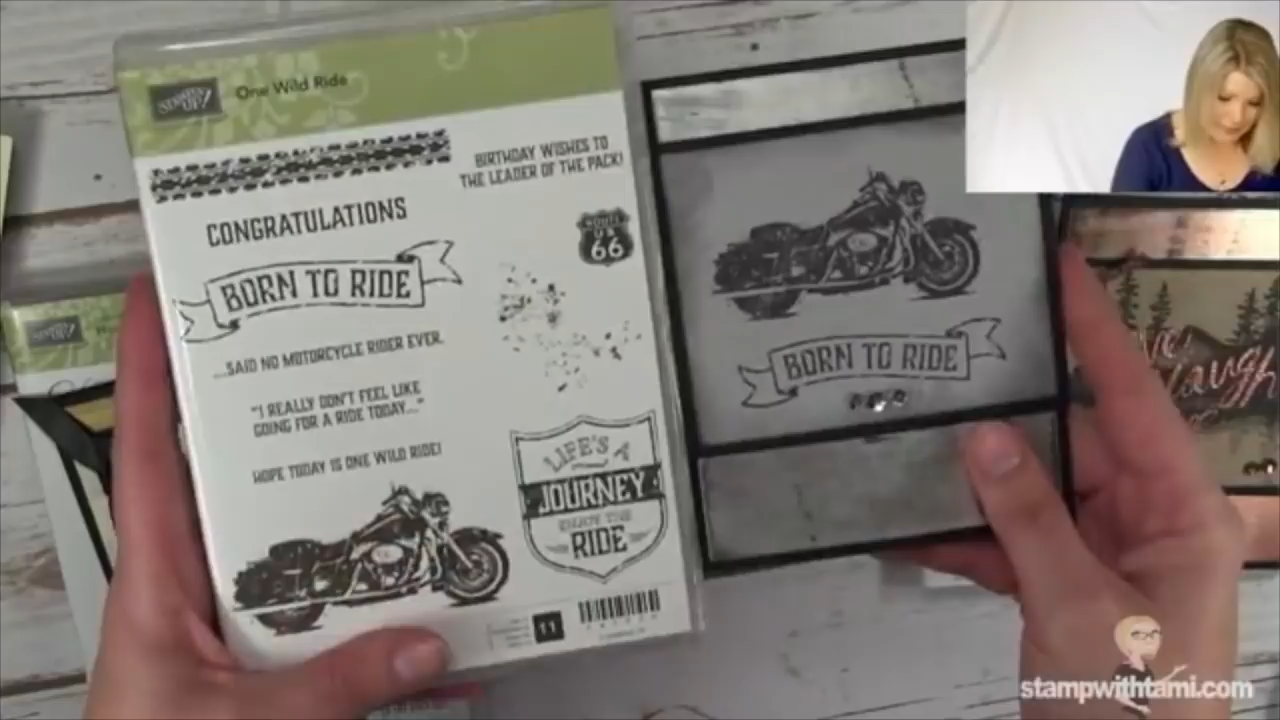 STAMPIN' UP!
One Wild Ride
BIRTHDAY WISHES TO
THE LEADER OF THE PACK!
CONGRATULATIONS
ROUTE
US
66
BORN TO RIDE
...SAID NO MOTORCYCLE RIDER EVER.
"I REALLY DON'T FEEL LIKE
GOING FOR A RIDE TODAY..."
HOPE TODAY IS ONE WILD RIDE!
LIFE'S A
JOURNEY
ENJOY THE
RIDE
11
BORN TO RIDE
laugh
stampwithtami.com